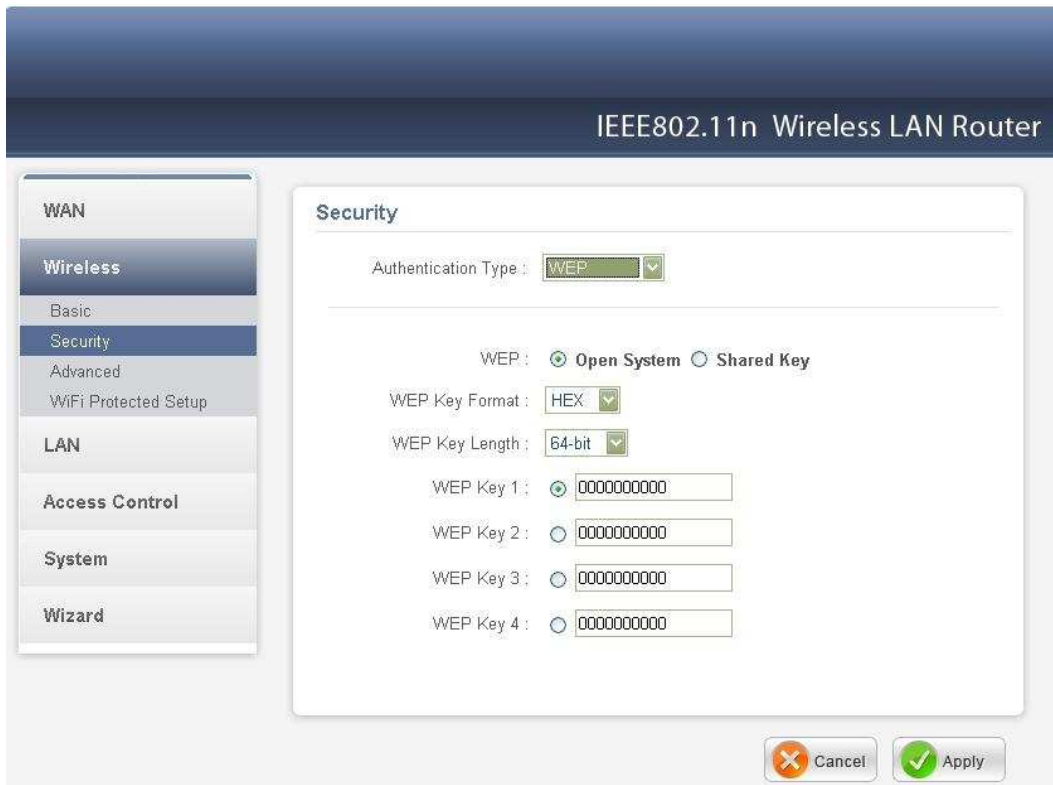 IEEE802.11n Wireless LAN Router
WAN
Wireless
Basic
Security
Advanced
WiFi Protected Setup
LAN
Access Control
System
Wizard
Security
Authentication Type : WEP
WEP : Open System Shared Key
WEP Key Format : HEX
WEP Key Length : 64-bit
WEP Key 1 : 0000000000
WEP Key 2 : 0000000000
WEP Key 3 : 0000000000
WEP Key 4 : 0000000000
Cancel Apply